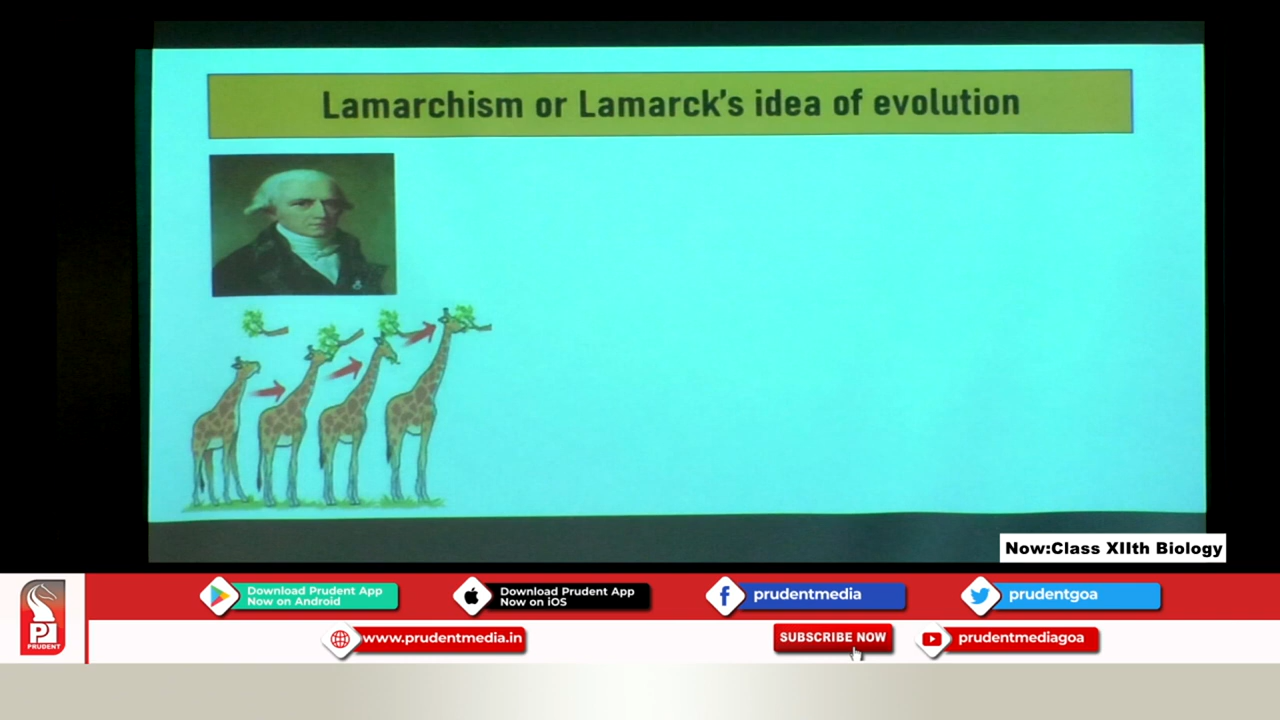 Lamarchism or Lamarck's idea of evolution
Now:Class XIIth Biology
Download Prudent App
Now on Android
Download Prudent App
Now on iOS
prudentmedia
prudentgoa
PRUDENT
www.prudentmedia.in
SUBSCRIBE NOW
prudentmediagoa